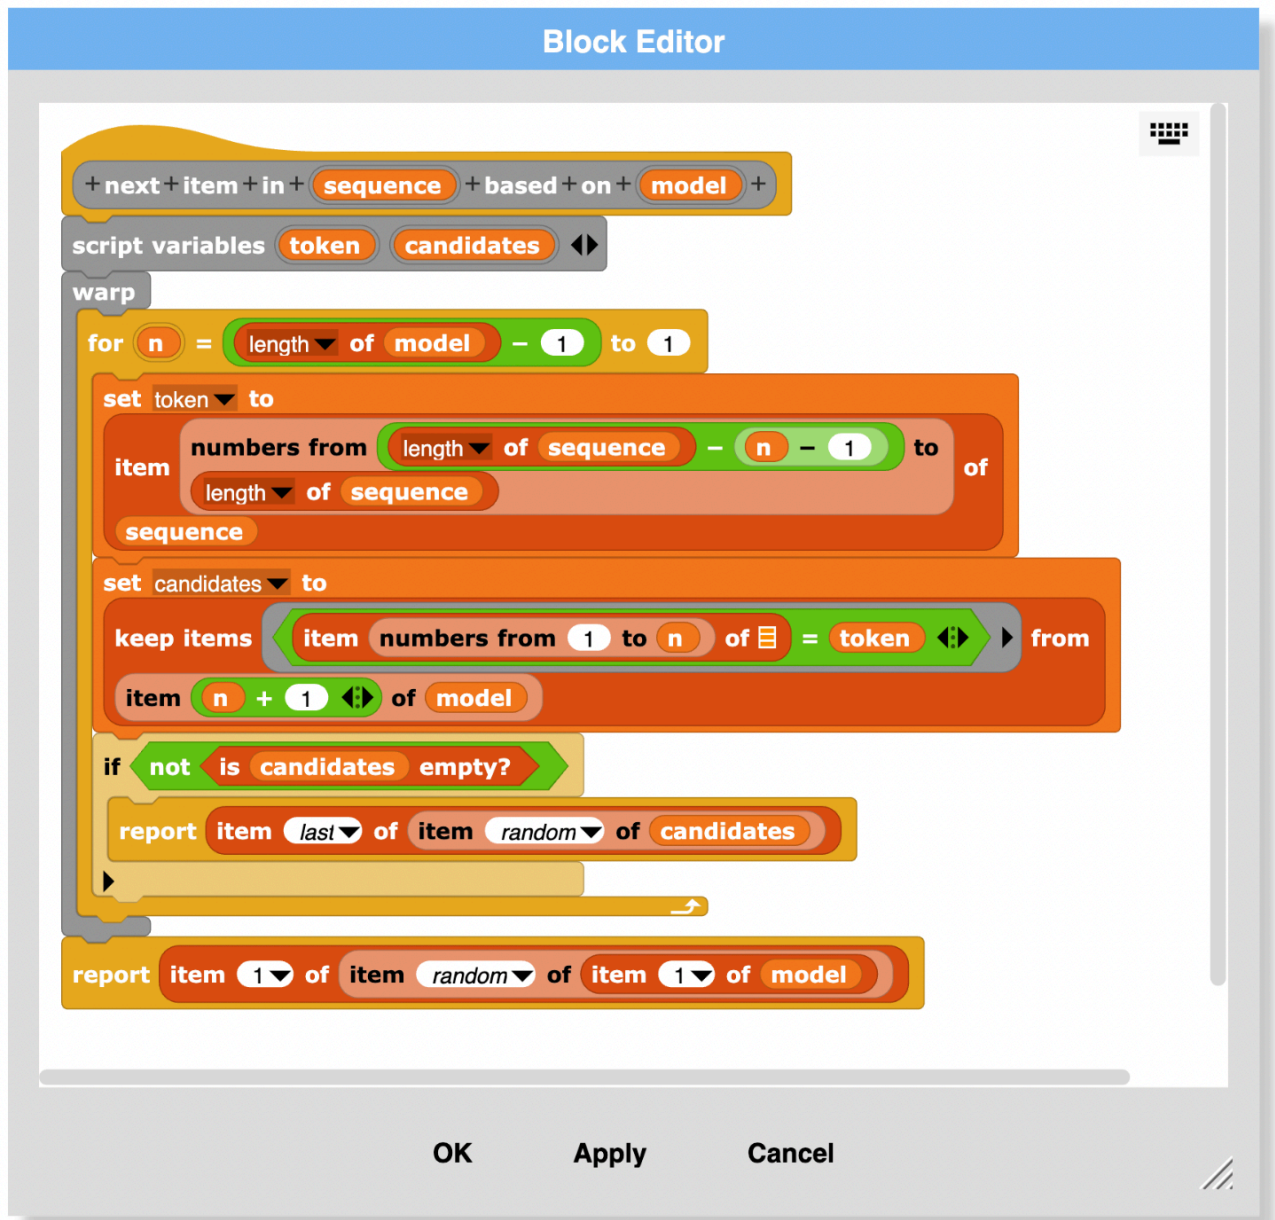 Block Editor
+ next + item + in + sequence + based + on + model +
script variables token candidates
warp
for n = length of model − 1 to 1
set token to
numbers from length of sequence − n − 1 to
item of
length of sequence
sequence
set candidates to
keep items item numbers from 1 to n of = token from
item n + 1 of model
if not is candidates empty?
report item last of item random of candidates
report item 1 of item random of item 1 of model
OK Apply Cancel